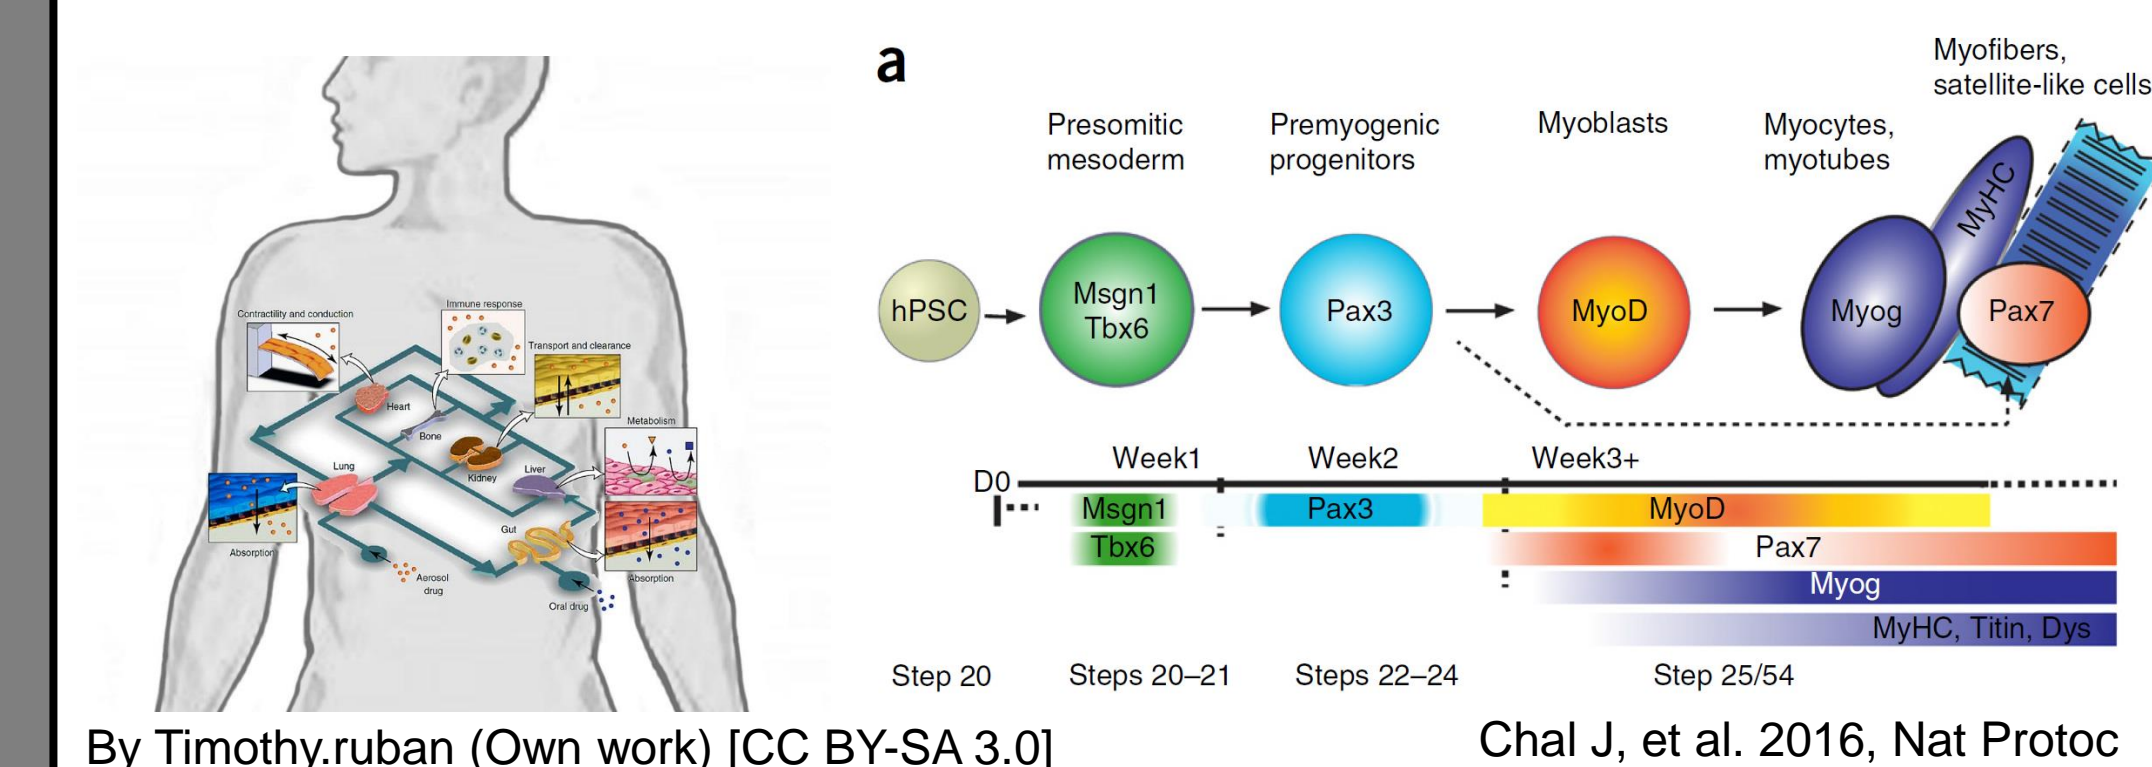 Contractility and conduction
Immune response
Transport and clearance
Heart
Bone
Metabolism
Kidney
Liver
Lung
Gut
Absorption
Absorption
Aerosol
drug
Oral drug
By Timothy.ruban (Own work) [CC BY-SA 3.0]
a
Presomitic
mesoderm
Premyogenic
progenitors
Myoblasts
Myocytes,
myotubes
Myofibers,
satellite-like cells
hPSC
Msgn1
Tbx6
Pax3
MyoD
Myog
MyHC
Pax7
D0
Week1
Week2
Week3+
Msgn1
Pax3
MyoD
Tbx6
Pax7
Myog
MyHC, Titin, Dys
Step 20
Steps 20–21
Steps 22–24
Step 25/54
Chal J, et al. 2016, Nat Protoc